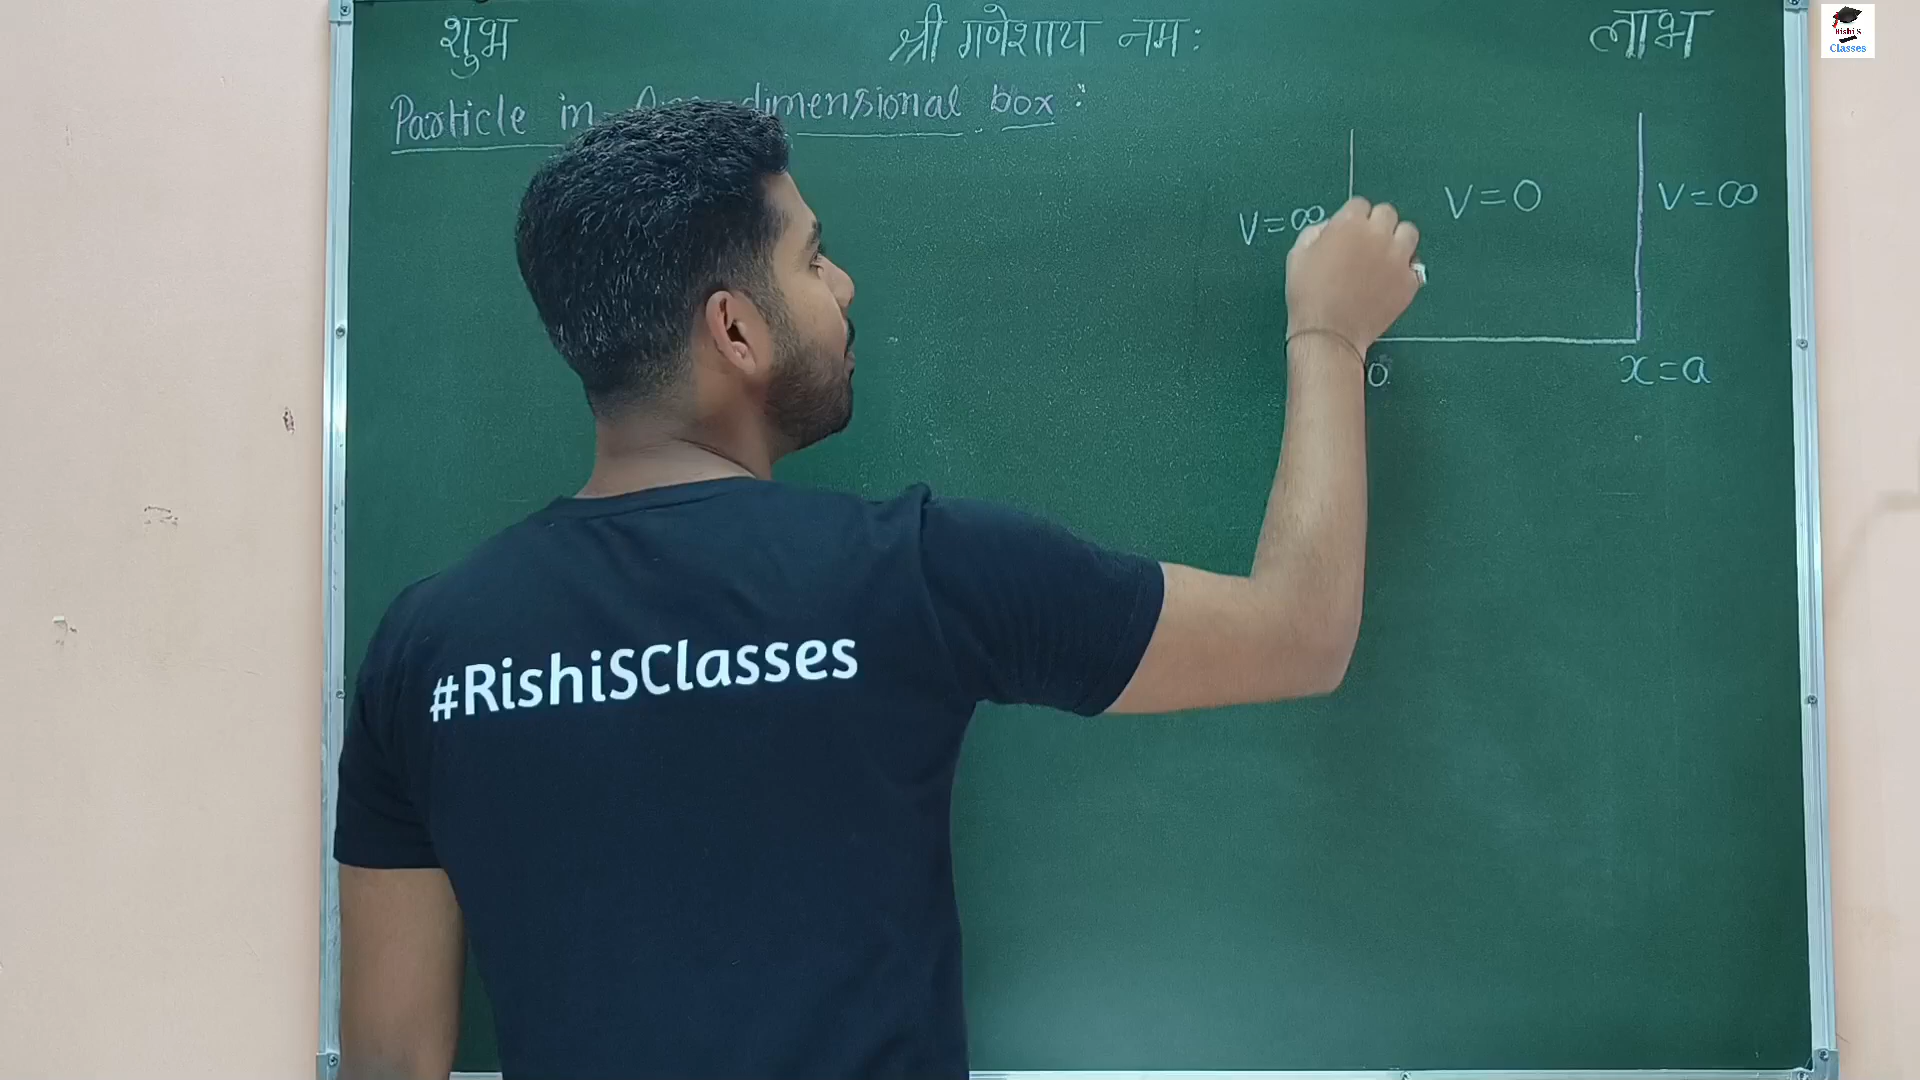 शुभ श्री गणेशाय नमः लाभ
Rishi S
Classes
Particle in dimensional box :
V=∞ V=0 V=∞
0 x=a
#RishiSClasses